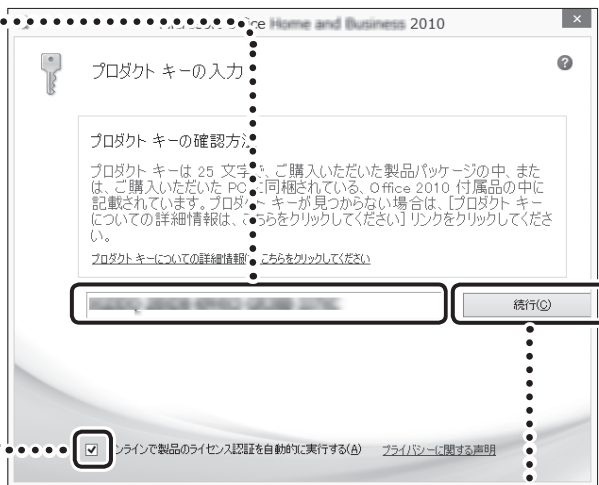 2010
プロダクト キーの入力
プロダクト キーの確認方法
プロダクト キーは 25 文字で、ご購入いただいた製品パッケージの中、また
は、ご購入いただいた PC に同梱されている、Office 2010 付属品の中に
記載されています。プロダクト キーが見つからない場合は、[プロダクト キー
についての詳細情報は、こちらをクリックしてください] リンクをクリックしてくださ
い。
プロダクト キーについての詳細情報は、こちらをクリックしてください
続行(C)
オンラインで製品のライセンス認証を自動的に実行する(A) プライバシーに関する声明